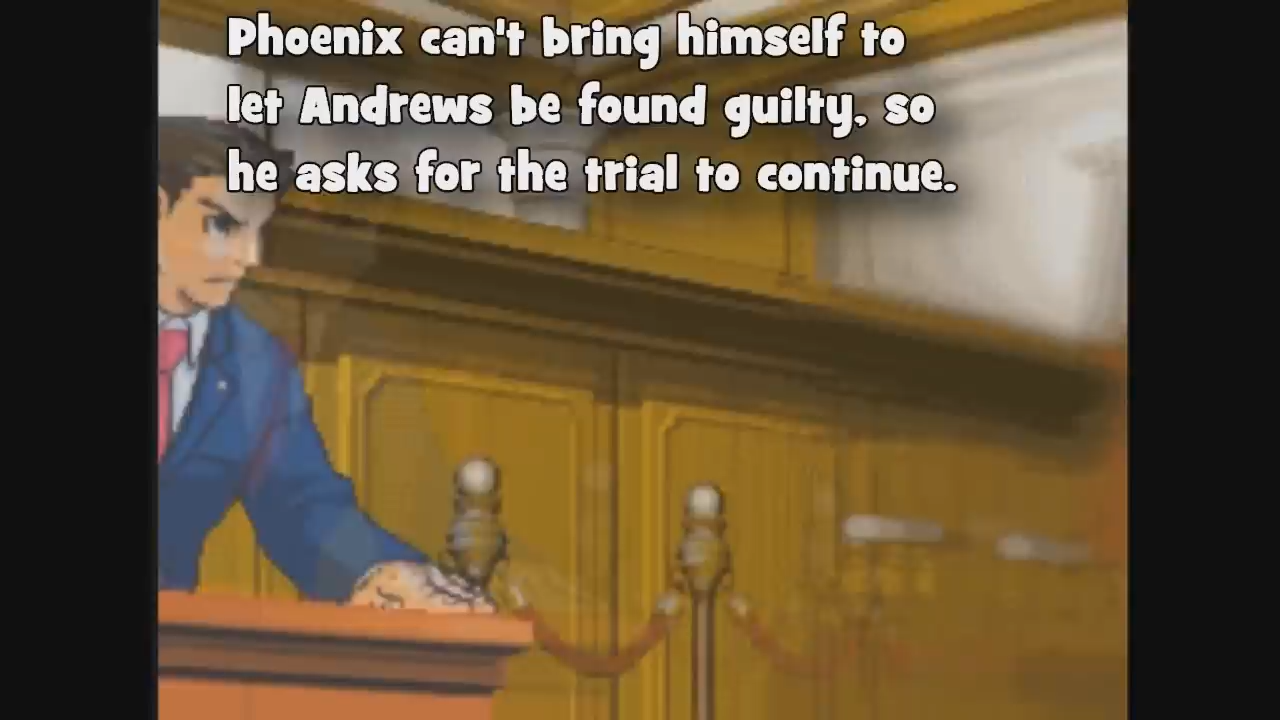 Phoenix can't bring himself to
let Andrews be found guilty, so
he asks for the trial to continue.